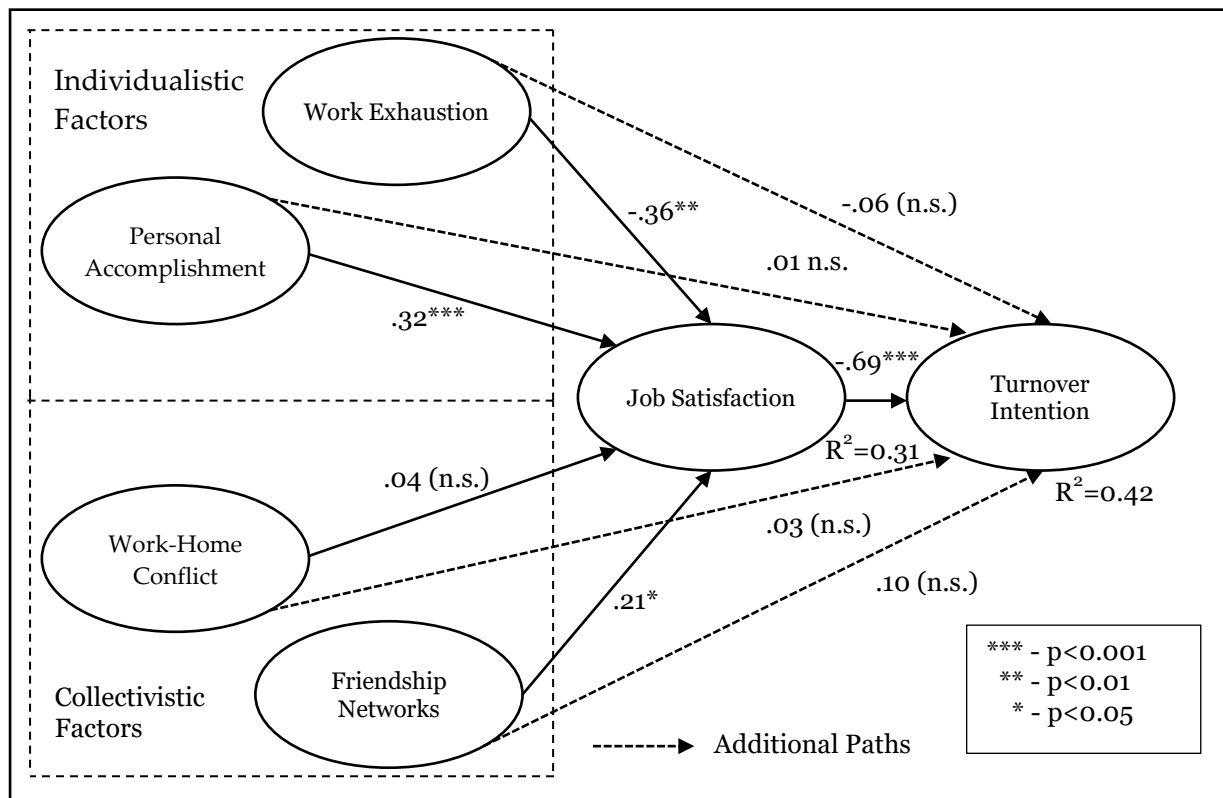 Individualistic
Factors
Work Exhaustion
-.06 (n.s.)
-.36**
Personal
Accomplishment
.01 n.s.
.32***
-.69***
Job Satisfaction
Turnover
Intention
R²=0.31
.04 (n.s.)
R²=0.42
.03 (n.s.)
Work-Home
Conflict
.10 (n.s.)
.21*
*** - p<0.001
** - p<0.01
* - p<0.05
Friendship
Networks
Collectivistic
Factors
Additional Paths